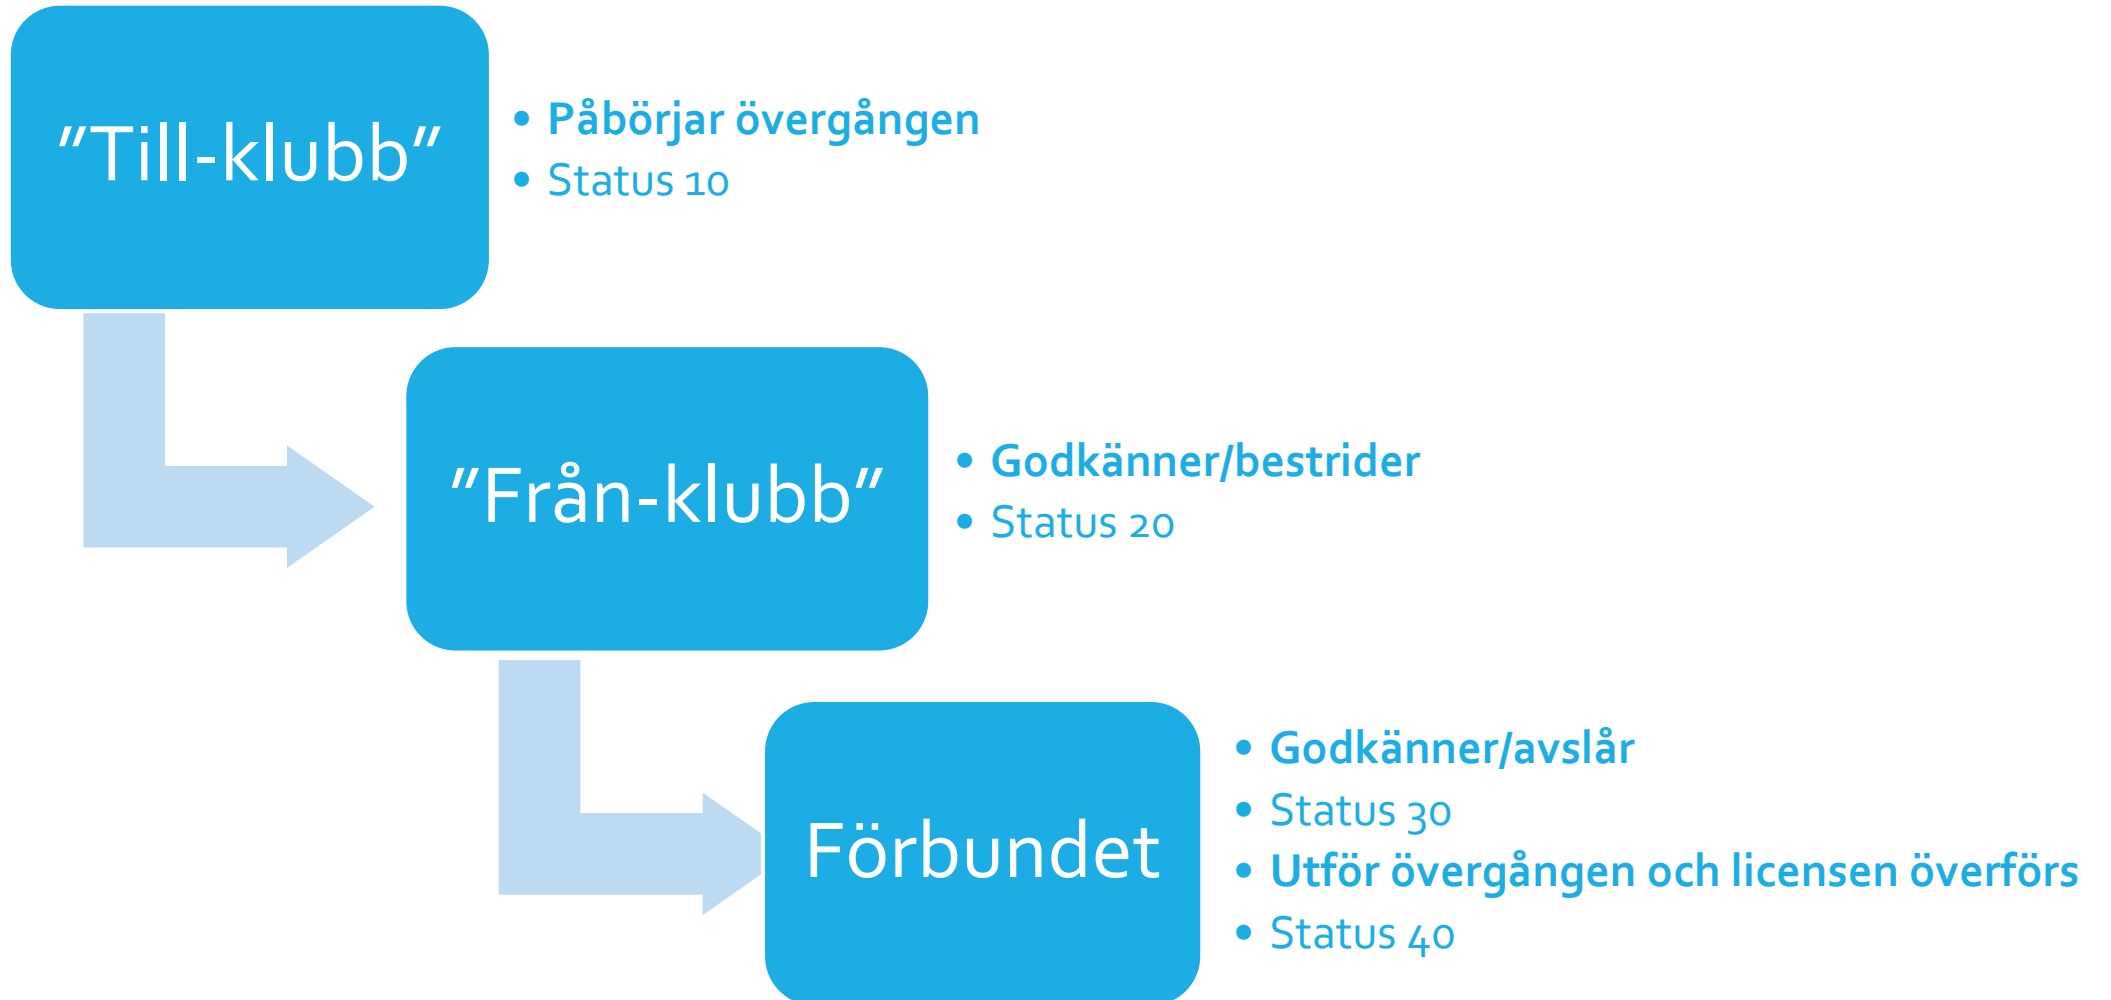 "Till-klubb"
• Påbörjar övergången
• Status 10
"Från-klubb"
• Godkänner/bestrider
• Status 20
Förbundet
• Godkänner/avslår
• Status 30
• Utför övergången och licensen överförs
• Status 40